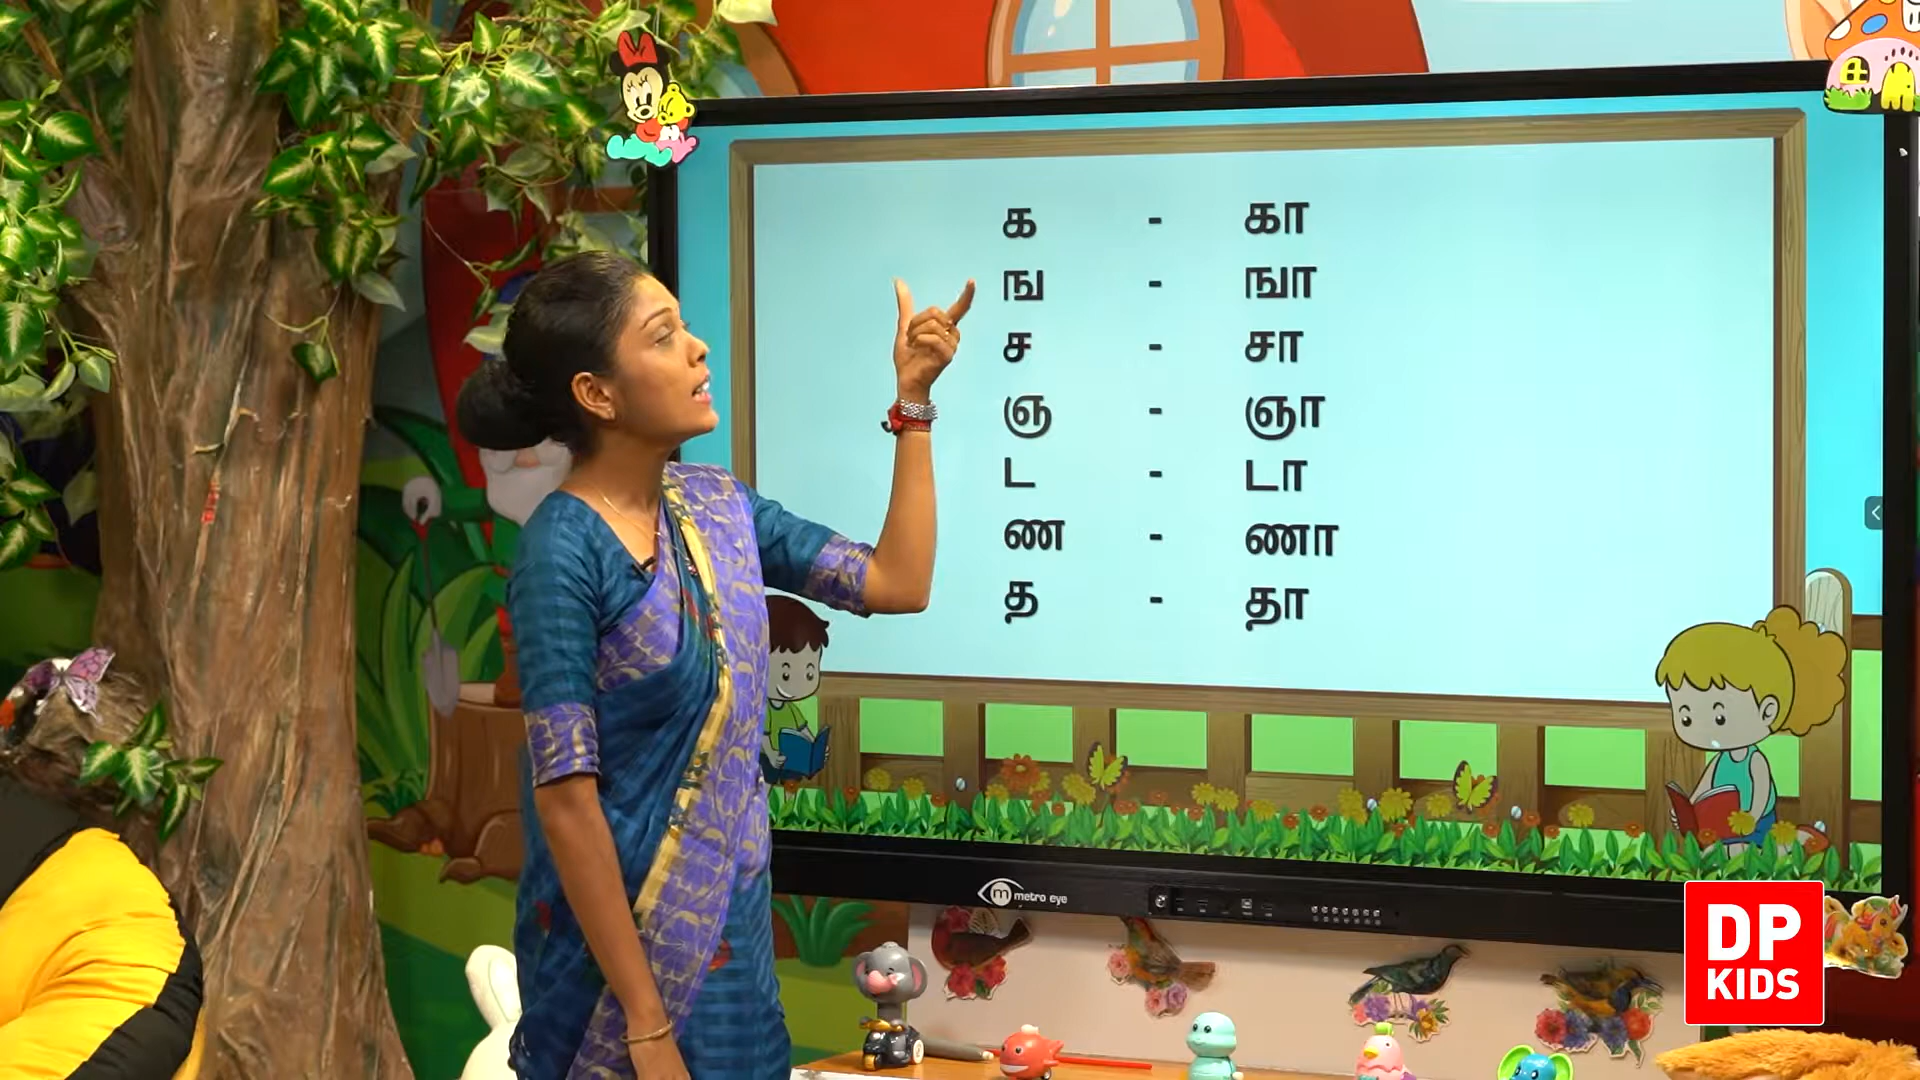 க - கா
ங - ஙா
ச - சா
ஞ - ஞா
ட - டா
ண - ணா
த - தா
metro eye
DP
KIDS